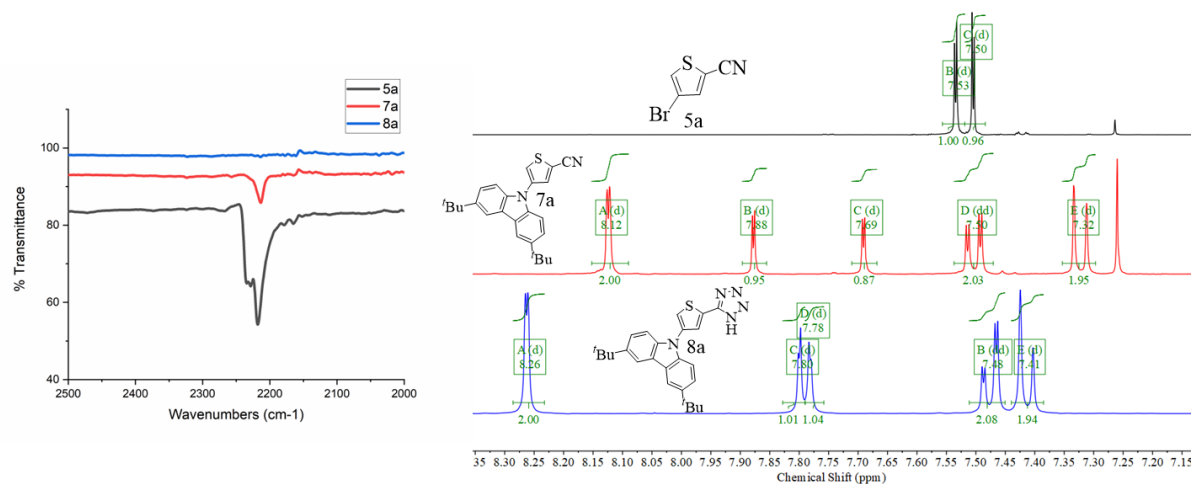 5a
7a
8a
100
80
60
40
% Transmittance
2500
2400
2300
2200
2100
2000
Wavenumbers (cm-1)
S
CN
Br
5a
C (d)
7.50
B (d)
7.53
1.00 0.96
S
CN
N
7a
tBu
tBu
A (d)
8.12
B (d)
7.88
C (d)
7.69
D (dd)
7.50
E (d)
7.32
2.00
0.95
0.87
2.03
1.95
N N
N
N
H
S
N
8a
tBu
tBu
A (d)
8.26
D (d)
7.78
C (d)
7.80
B (dd)
7.48
E (d)
7.41
2.00
1.01 1.04
2.08
1.94
.35 8.30 8.25 8.20 8.15 8.10 8.05 8.00 7.95 7.90 7.85 7.80 7.75 7.70 7.65 7.60 7.55 7.50 7.45 7.40 7.35 7.30 7.25 7.20 7.15
Chemical Shift (ppm)